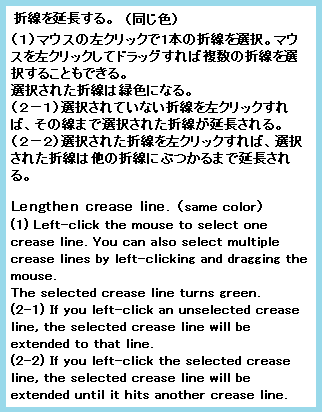 折線を延長する。（同じ色）
（１）マウスの左クリックで1本の折線を選択。マウ
スを左クリックしてドラッグすれば複数の折線を選
択することもできる。
選択された折線は緑色になる。
（２－１）選択されていない折線を左クリックすれ
ば、その線まで選択された折線が延長される。
（２－２）選択された折線を左クリックすれば、選択
された折線は他の折線にぶつかるまで延長され
る。
Lengthen crease line. (same color)
(1) Left-click the mouse to select one
crease line. You can also select multiple
crease lines by left-clicking and dragging the
mouse.
The selected crease line turns green.
(2-1) If you left-click an unselected crease
line, the selected crease line will be
extended to that line.
(2-2) If you left-click the selected crease
line, the selected crease line will be
extended until it hits another crease line.